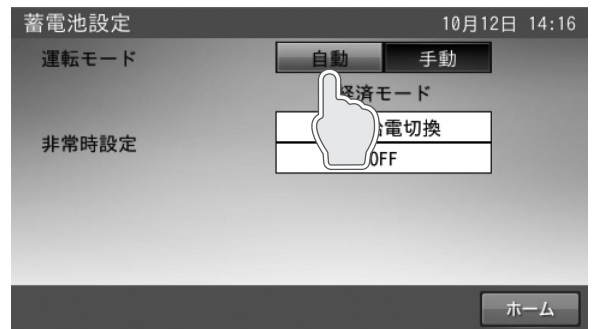 蓄電池設定 10月12日 14:16
運転モード 自動 手動
経済モード
非常時設定
電切換
OFF
ホーム